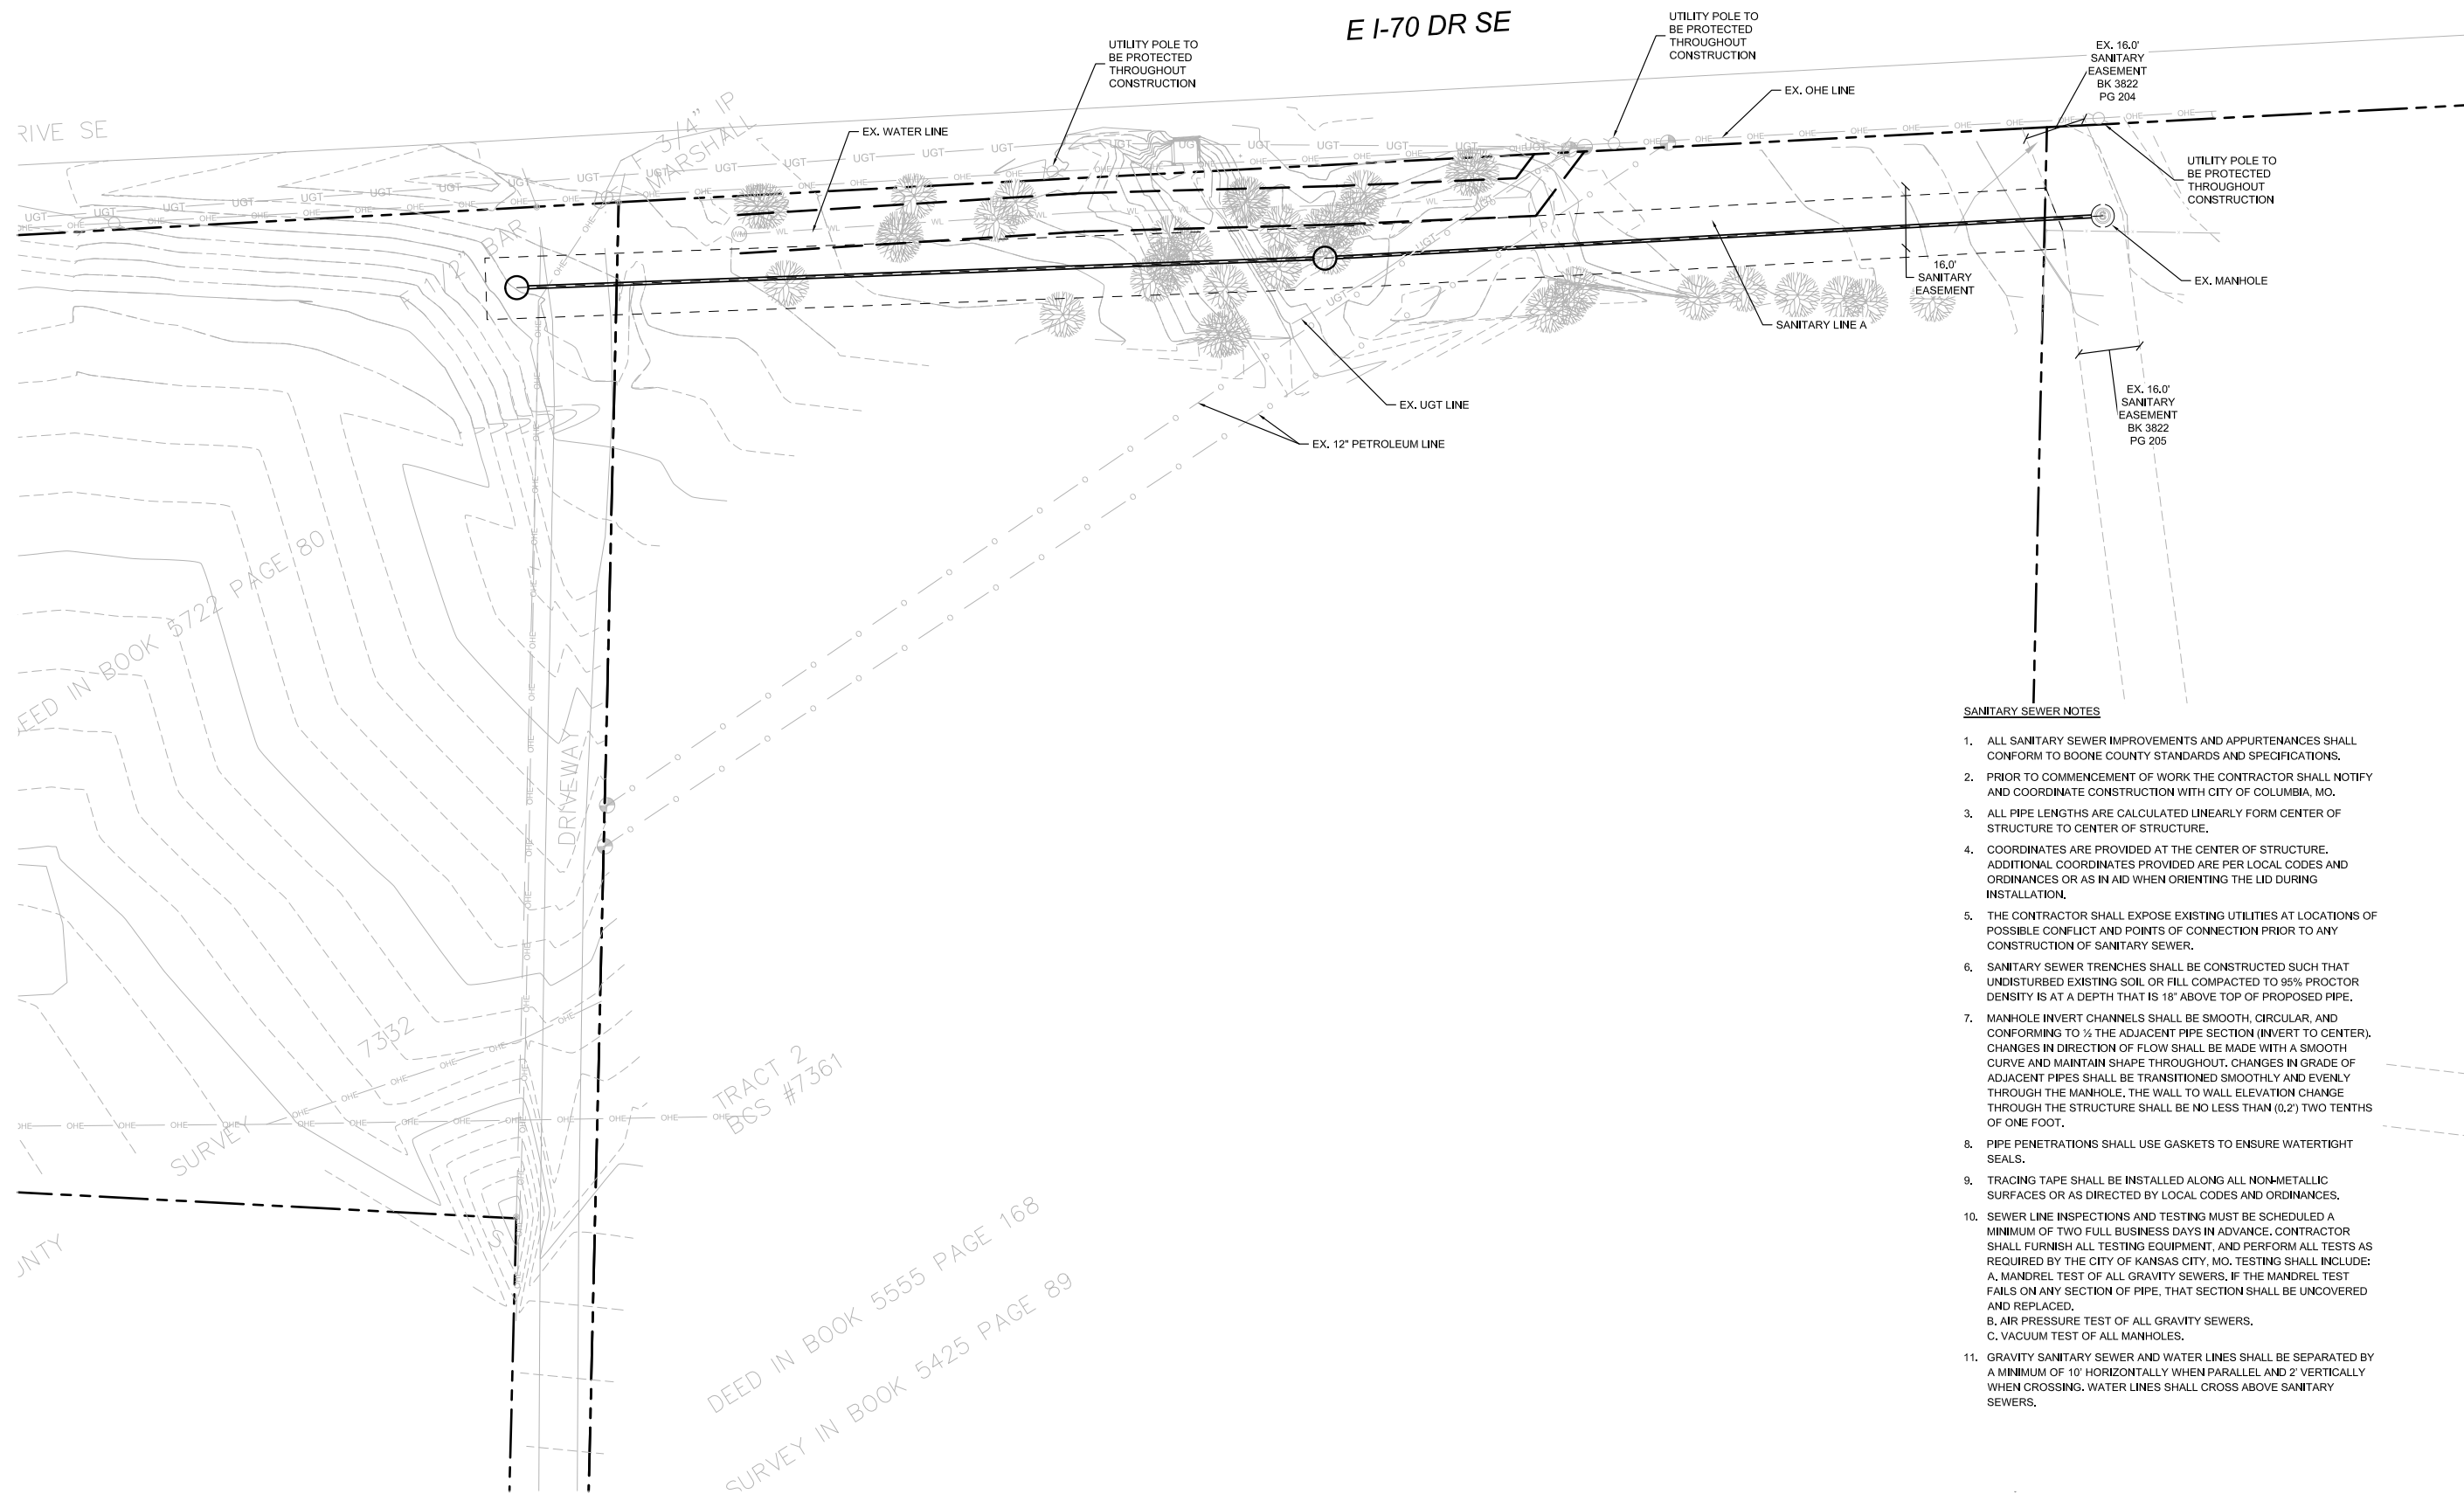 E I-70 DR SE
UTILITY POLE TO
BE PROTECTED
THROUGHOUT
CONSTRUCTION
UTILITY POLE TO
BE PROTECTED
THROUGHOUT
CONSTRUCTION
EX. 16.0'
SANITARY
EASEMENT
BK 3822
PG 204
EX. OHE LINE
EX. WATER LINE
RIVE SE
F 3/4" IP
MARSHALL
UTILITY POLE TO
BE PROTECTED
THROUGHOUT
CONSTRUCTION
F 1/2" BAR
16.0'
SANITARY
EASEMENT
EX. MANHOLE
SANITARY LINE A
EX. UGT LINE
EX. 12" PETROLEUM LINE
EX. 16.0'
SANITARY
EASEMENT
BK 3822
PG 205
EED IN BOOK 5722 PAGE 80
DRIVEWAY
SURVEY 7332
TRACT 2
BCS #7361
UNTY
DEED IN BOOK 5555 PAGE 168
SURVEY IN BOOK 5425 PAGE 89
SANITARY SEWER NOTES
1. ALL SANITARY SEWER IMPROVEMENTS AND APPURTENANCES SHALL
CONFORM TO BOONE COUNTY STANDARDS AND SPECIFICATIONS.
2. PRIOR TO COMMENCEMENT OF WORK THE CONTRACTOR SHALL NOTIFY
AND COORDINATE CONSTRUCTION WITH CITY OF COLUMBIA, MO.
3. ALL PIPE LENGTHS ARE CALCULATED LINEARLY FORM CENTER OF
STRUCTURE TO CENTER OF STRUCTURE.
4. COORDINATES ARE PROVIDED AT THE CENTER OF STRUCTURE.
ADDITIONAL COORDINATES PROVIDED ARE PER LOCAL CODES AND
ORDINANCES OR AS IN AID WHEN ORIENTING THE LID DURING
INSTALLATION.
5. THE CONTRACTOR SHALL EXPOSE EXISTING UTILITIES AT LOCATIONS OF
POSSIBLE CONFLICT AND POINTS OF CONNECTION PRIOR TO ANY
CONSTRUCTION OF SANITARY SEWER.
6. SANITARY SEWER TRENCHES SHALL BE CONSTRUCTED SUCH THAT
UNDISTURBED EXISTING SOIL OR FILL COMPACTED TO 95% PROCTOR
DENSITY IS AT A DEPTH THAT IS 18" ABOVE TOP OF PROPOSED PIPE.
7. MANHOLE INVERT CHANNELS SHALL BE SMOOTH, CIRCULAR, AND
CONFORMING TO ½ THE ADJACENT PIPE SECTION (INVERT TO CENTER).
CHANGES IN DIRECTION OF FLOW SHALL BE MADE WITH A SMOOTH
CURVE AND MAINTAIN SHAPE THROUGHOUT. CHANGES IN GRADE OF
ADJACENT PIPES SHALL BE TRANSITIONED SMOOTHLY AND EVENLY
THROUGH THE MANHOLE. THE WALL TO WALL ELEVATION CHANGE
THROUGH THE STRUCTURE SHALL BE NO LESS THAN (0.2') TWO TENTHS
OF ONE FOOT.
8. PIPE PENETRATIONS SHALL USE GASKETS TO ENSURE WATERTIGHT
SEALS.
9. TRACING TAPE SHALL BE INSTALLED ALONG ALL NON-METALLIC
SURFACES OR AS DIRECTED BY LOCAL CODES AND ORDINANCES.
10. SEWER LINE INSPECTIONS AND TESTING MUST BE SCHEDULED A
MINIMUM OF TWO FULL BUSINESS DAYS IN ADVANCE. CONTRACTOR
SHALL FURNISH ALL TESTING EQUIPMENT, AND PERFORM ALL TESTS AS
REQUIRED BY THE CITY OF KANSAS CITY, MO. TESTING SHALL INCLUDE:
A. MANDREL TEST OF ALL GRAVITY SEWERS. IF THE MANDREL TEST
FAILS ON ANY SECTION OF PIPE, THAT SECTION SHALL BE UNCOVERED
AND REPLACED.
B. AIR PRESSURE TEST OF ALL GRAVITY SEWERS.
C. VACUUM TEST OF ALL MANHOLES.
11. GRAVITY SANITARY SEWER AND WATER LINES SHALL BE SEPARATED BY
A MINIMUM OF 10' HORIZONTALLY WHEN PARALLEL AND 2' VERTICALLY
WHEN CROSSING. WATER LINES SHALL CROSS ABOVE SANITARY
SEWERS.